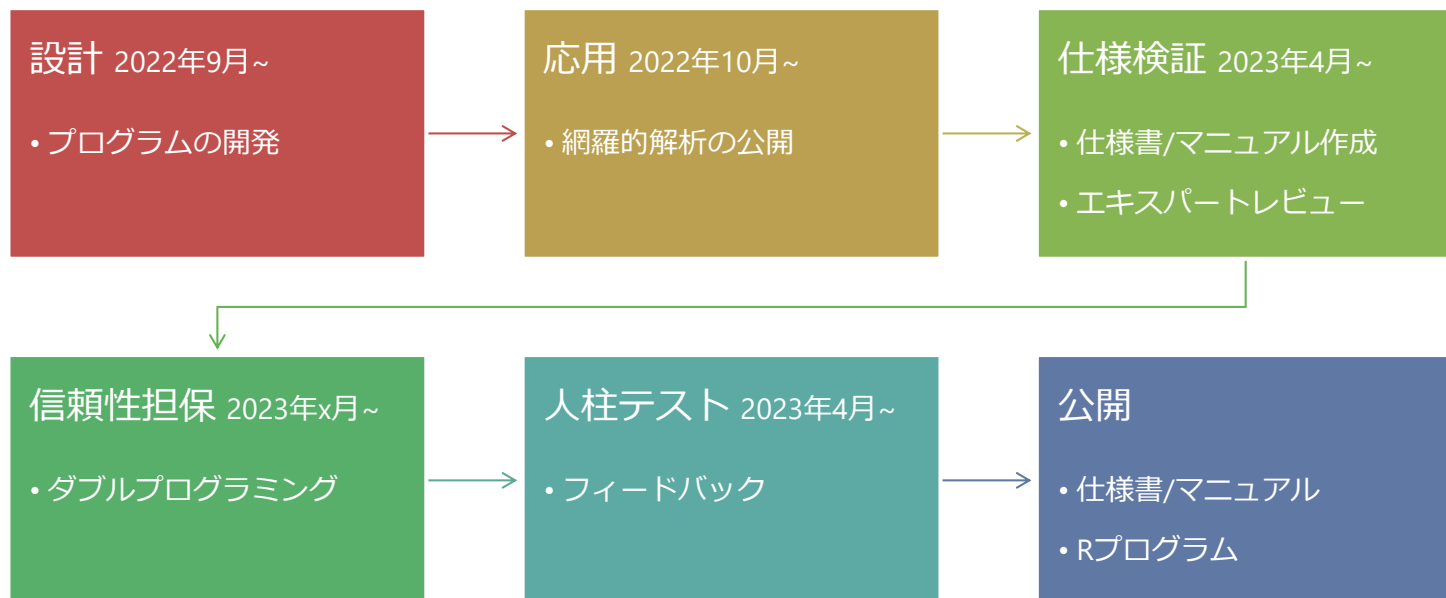 設計 2022年9月~
• プログラムの開発
応用 2022年10月~
• 網羅的解析の公開
仕様検証 2023年4月~
• 仕様書/マニュアル作成
• エキスパートレビュー
信頼性担保 2023年x月~
• ダブルプログラミング
人柱テスト 2023年4月~
• フィードバック
公開
• 仕様書/マニュアル
• Rプログラム